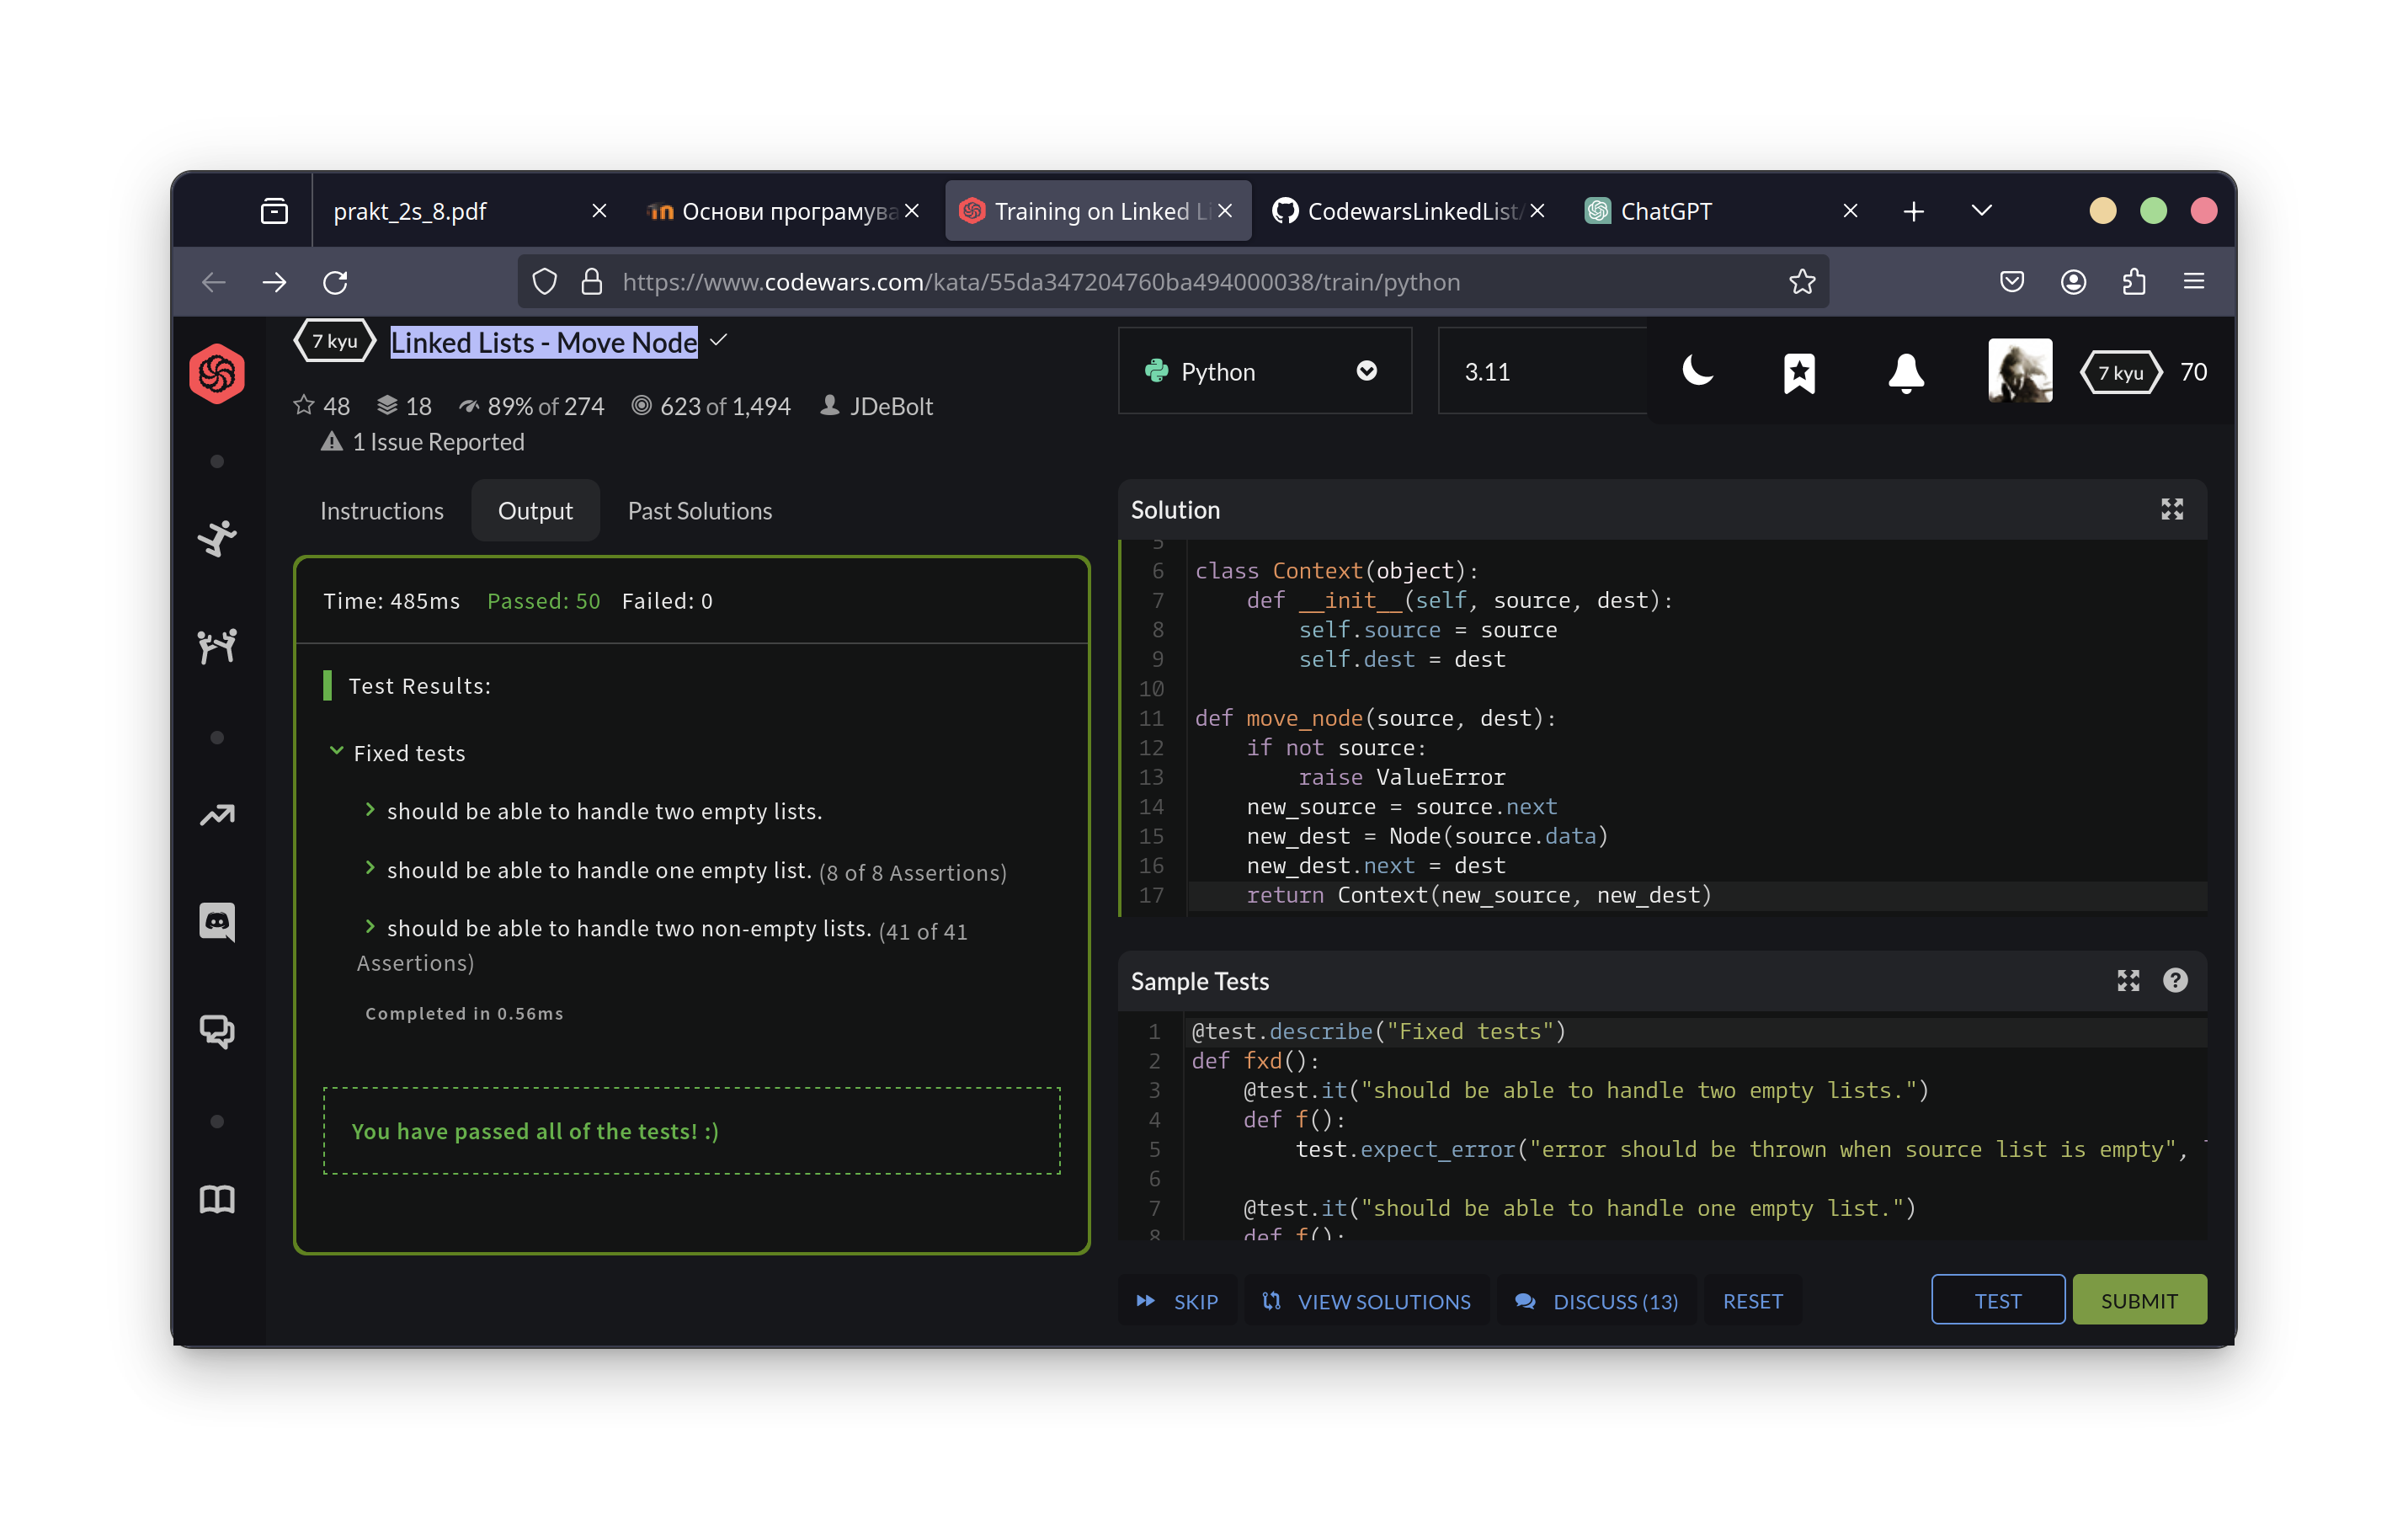 prakt_2s_8.pdf
Основи програмува
Training on Linked Li
CodewarsLinkedList/
ChatGPT
https://www.codewars.com/kata/55da347204760ba494000038/train/python
7 kyu
Linked Lists - Move Node
48
18
89% of 274
623 of 1,494
JDeBolt
1 Issue Reported
Python
3.11
7 kyu
70
Instructions
Output
Past Solutions
Time: 485ms Passed: 50 Failed: 0
Test Results:
Fixed tests
should be able to handle two empty lists.
should be able to handle one empty list. (8 of 8 Assertions)
should be able to handle two non-empty lists. (41 of 41
Assertions)
Completed in 0.56ms
You have passed all of the tests! :)
Solution
5
6 class Context(object):
7     def __init__(self, source, dest):
8         self.source = source
9         self.dest = dest
10
11 def move_node(source, dest):
12     if not source:
13         raise ValueError
14     new_source = source.next
15     new_dest = Node(source.data)
16     new_dest.next = dest
17     return Context(new_source, new_dest)
Sample Tests
1 @test.describe("Fixed tests")
2 def fxd():
3     @test.it("should be able to handle two empty lists.")
4     def f():
5         test.expect_error("error should be thrown when source list is empty",
6
7     @test.it("should be able to handle one empty list.")
8     def f():
SKIP
VIEW SOLUTIONS
DISCUSS (13)
RESET
TEST
SUBMIT